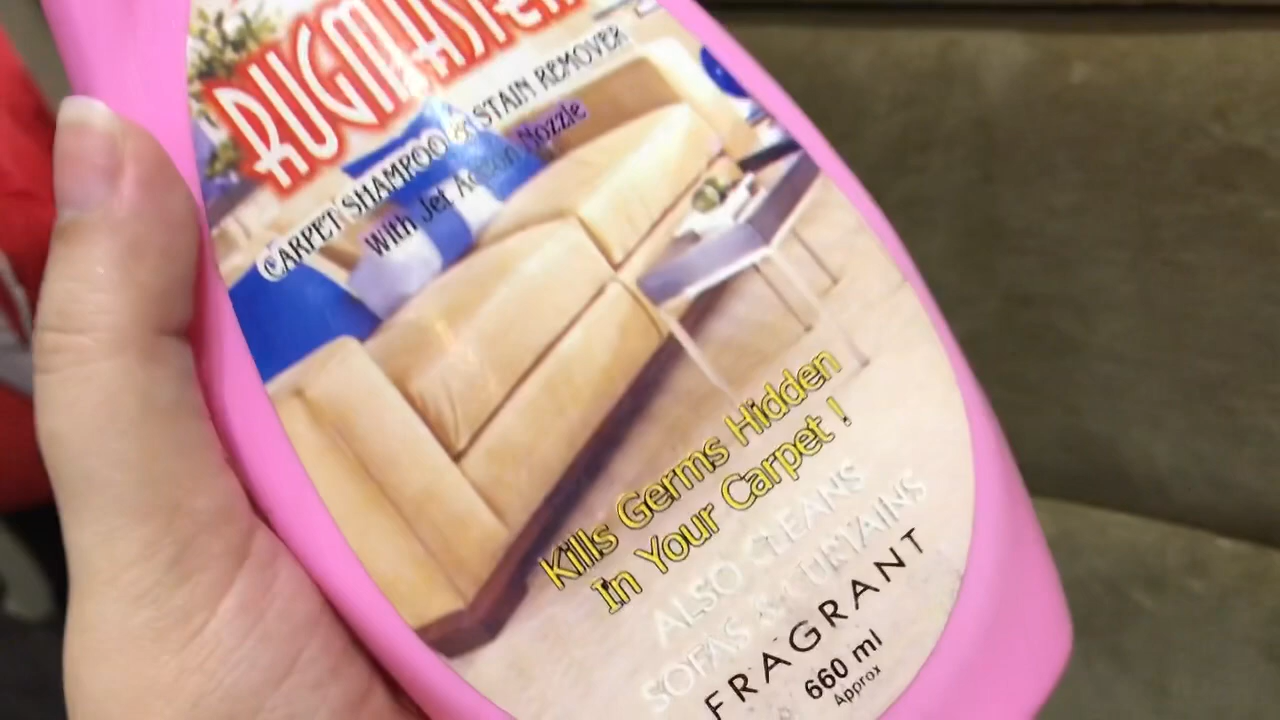 RUGMASTER
CARPET SHAMPOO & STAIN REMOVER
With Jet Action Nozzle
Kills Germs Hidden
In Your Carpet !
ALSO CLEANS
SOFAS & CURTAINS
FRAGRANT
660 ml
Approx